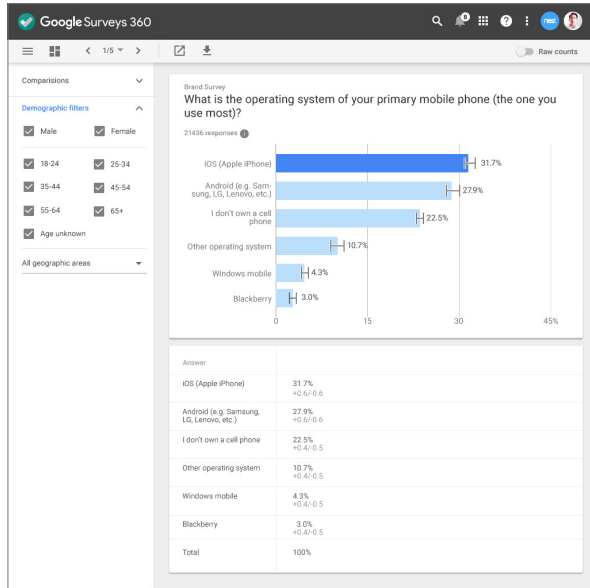 Google Surveys 360
8
nest
1/5
Raw counts
Comparisions
Demographic filters
Male
Female
18-24
25-34
35-44
45-54
55-64
65+
Age unknown
All geographic areas
Brand Survey
What is the operating system of your primary mobile phone (the one you
use most)?
21436 responses
iOS (Apple iPhone)
31.7%
Android (e.g. Sam-
sung, LG, Lenovo, etc.)
27.9%
I don't own a cell
phone
22.5%
Other operating system
10.7%
Windows mobile
4.3%
Blackberry
3.0%
0
15
30
45%
Answer
iOS (Apple iPhone)
31.7%
+0.6/-0.6
Android (e.g. Samsung,
LG, Lenovo, etc.)
27.9%
+0.6/-0.6
I don't own a cell phone
22.5%
+0.4/-0.5
Other operating system
10.7%
+0.4/-0.5
Windows mobile
4.3%
+0.4/-0.5
Blackberry
3.0%
+0.4/-0.5
Total
100%